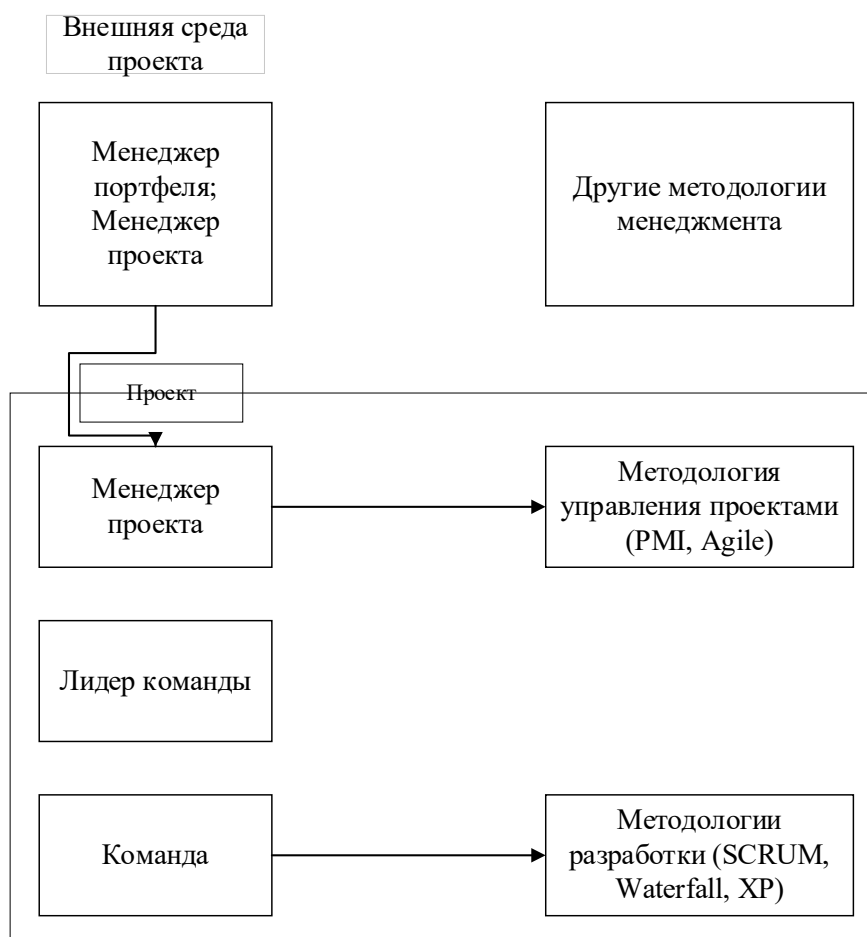 Внешняя среда
проекта
Менеджер
портфеля;
Менеджер
проекта
Другие методологии
менеджмента
Проект
Менеджер
проекта
Методология
управления проектами
(PMI, Agile)
Лидер команды
Команда
Методологии
разработки (SCRUM,
Waterfall, XP)